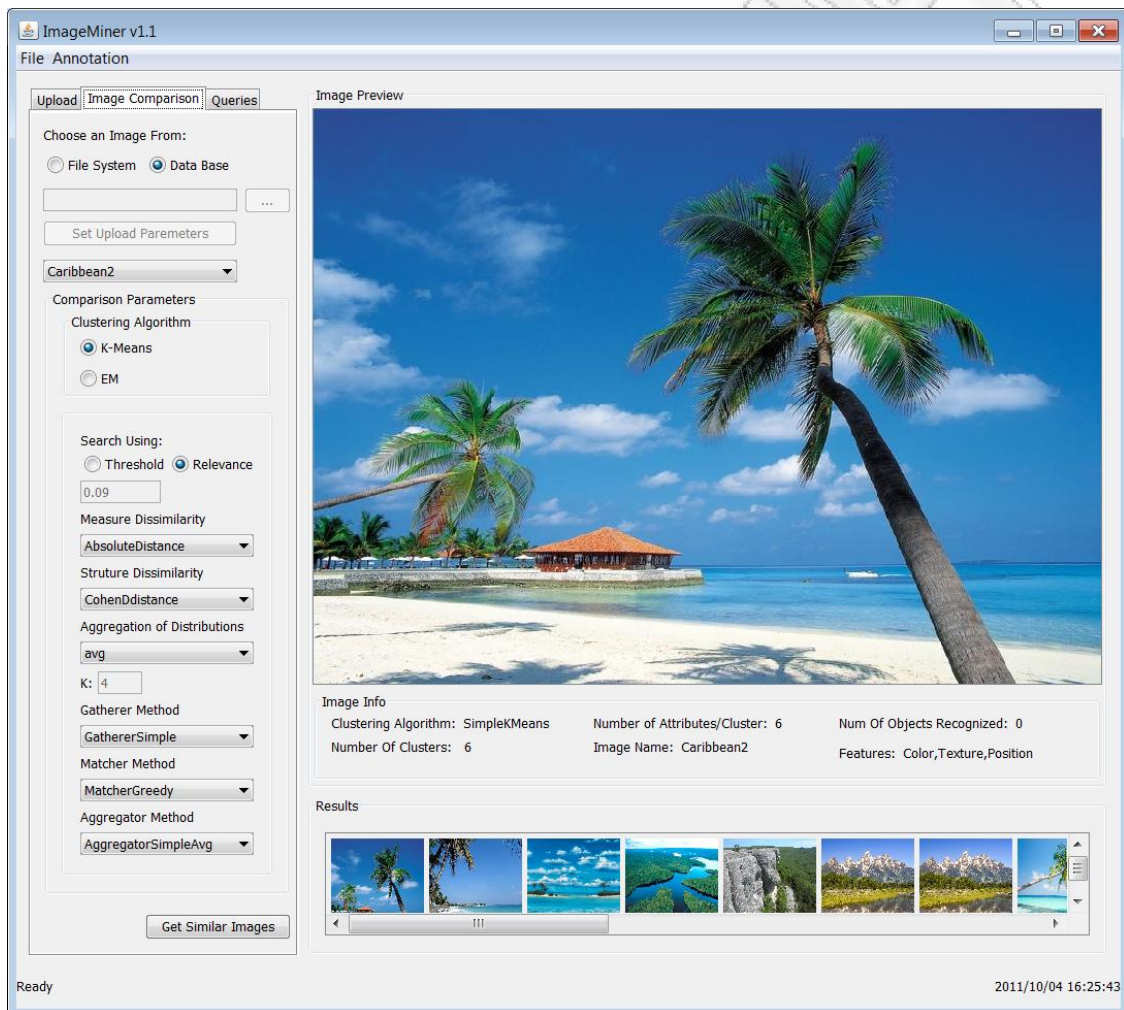 ImageMiner v1.1
File Annotation
Upload Image Comparison Queries
Choose an Image From:
File System Data Base
...
Set Upload Paremeters
Caribbean2
Comparison Parameters
Clustering Algorithm
K-Means
EM
Search Using:
Threshold Relevance
0.09
Measure Dissimilarity
AbsoluteDistance
Struture Dissimilarity
CohenDdistance
Aggregation of Distributions
avg
K: 4
Gatherer Method
GathererSimple
Matcher Method
MatcherGreedy
Aggregator Method
AggregatorSimpleAvg
Get Similar Images
Image Preview
Image Info
Clustering Algorithm: SimpleKMeans Number of Attributes/Cluster: 6 Num Of Objects Recognized: 0
Number Of Clusters: 6 Image Name: Caribbean2 Features: Color,Texture,Position
Results
Ready 2011/10/04 16:25:43